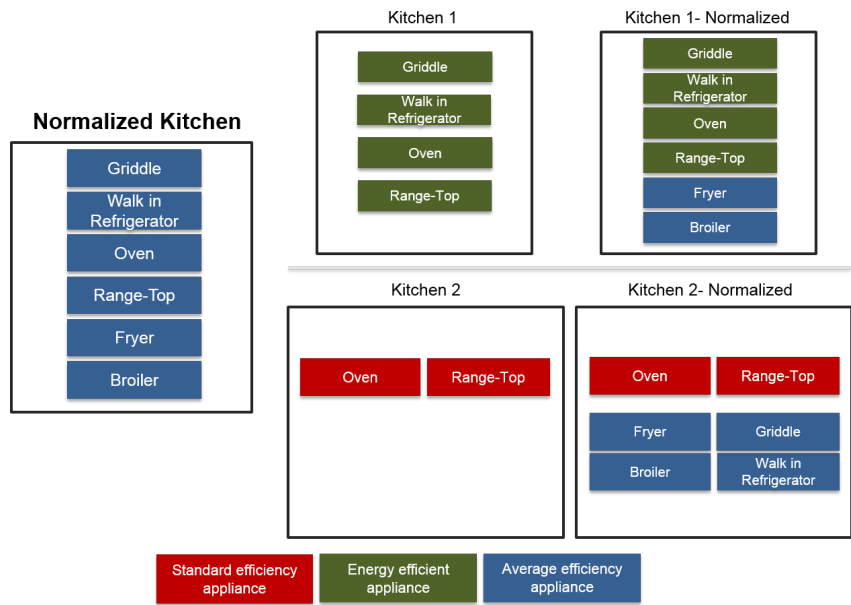 Normalized Kitchen
Griddle
Walk in
Refrigerator
Oven
Range-Top
Fryer
Broiler
Kitchen 1
Griddle
Walk in
Refrigerator
Oven
Range-Top
Kitchen 1- Normalized
Griddle
Walk in
Refrigerator
Oven
Range-Top
Fryer
Broiler
Kitchen 2
Oven
Range-Top
Kitchen 2- Normalized
Oven
Range-Top
Fryer
Griddle
Broiler
Walk in
Refrigerator
Standard efficiency
appliance
Energy efficient
appliance
Average efficiency
appliance